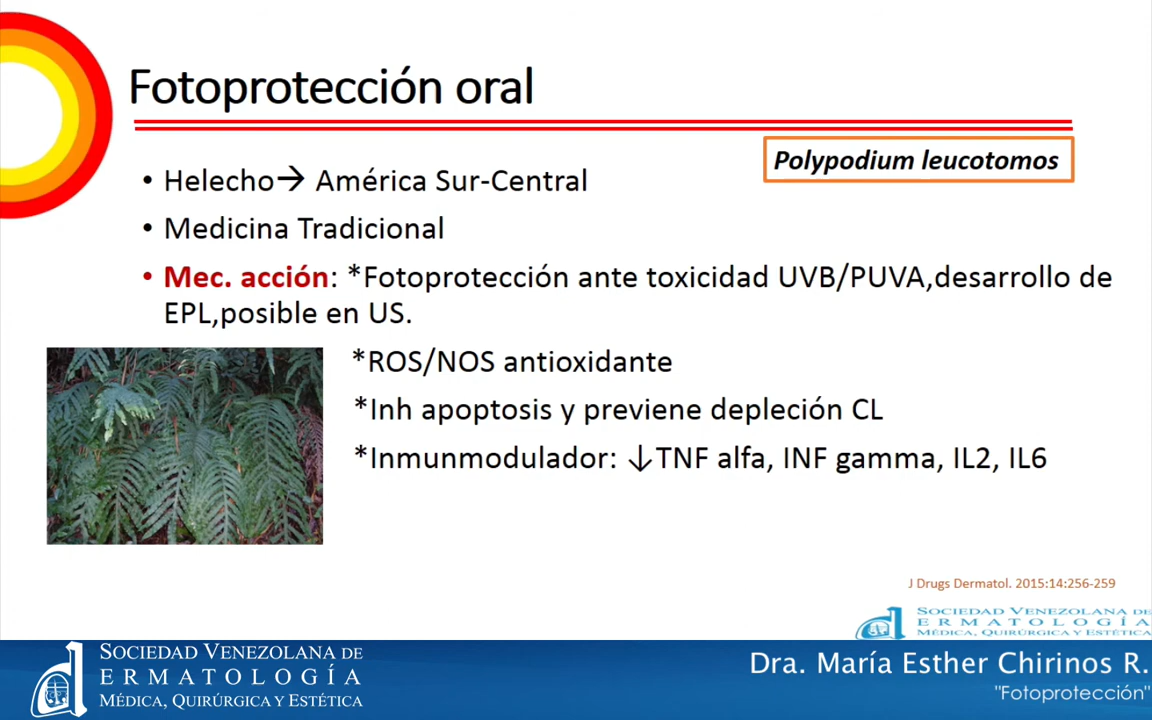 Fotoprotección oral
Polypodium leucotomos
• Helecho→ América Sur-Central
• Medicina Tradicional
• Mec. acción: *Fotoprotección ante toxicidad UVB/PUVA,desarrollo de
EPL,posible en US.
*ROS/NOS antioxidante
*Inh apoptosis y previene depleción CL
*Inmunmodulador: ↓TNF alfa, INF gamma, IL2, IL6
J Drugs Dermatol. 2015:14:256-259
SOCIEDAD VENEZOLANA DE
ERMATOLOGÍA
MÉDICA, QUIRÚRGICA Y ESTÉTICA
SOCIEDAD VENEZOLANA DE
ERMATOLOGÍA
MÉDICA, QUIRÚRGICA Y ESTÉTICA
Dra. María Esther Chirinos R.
"Fotoprotección"